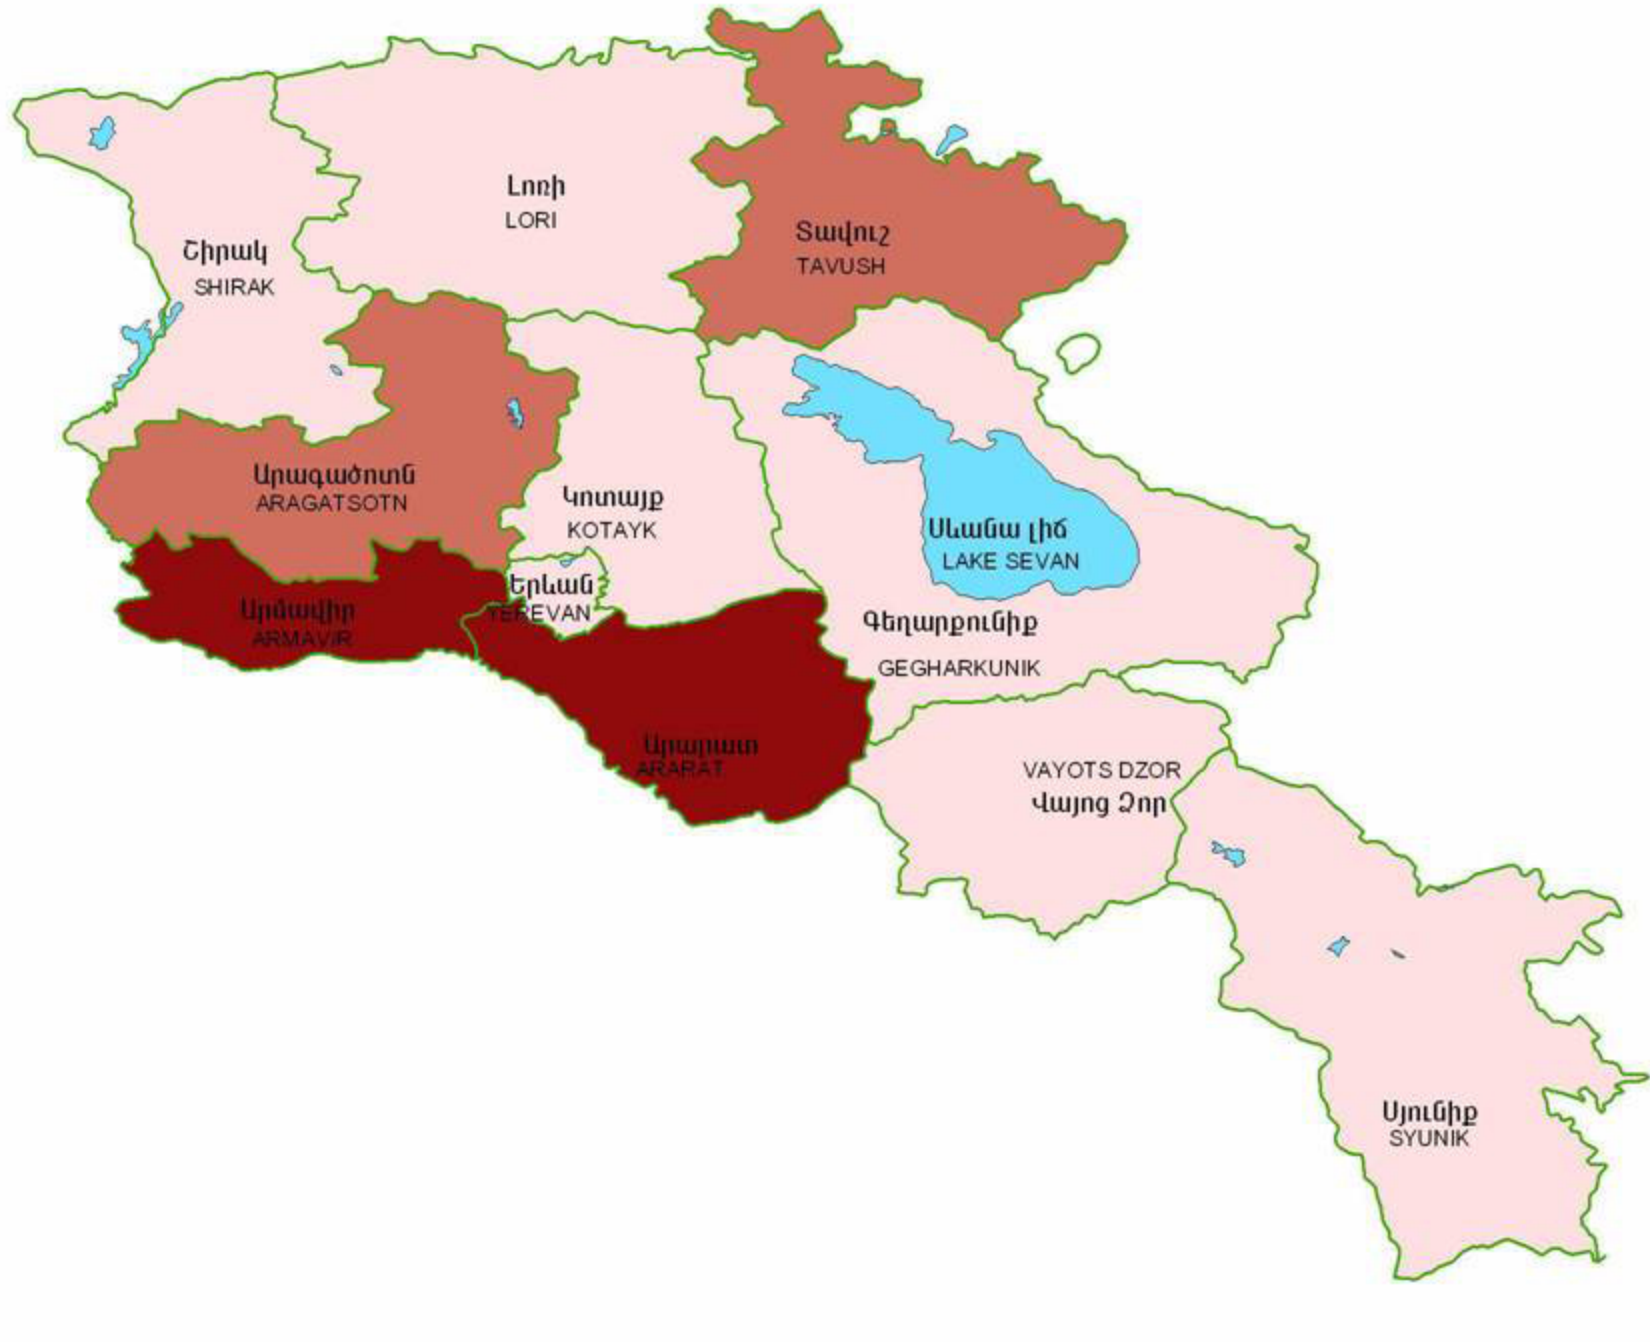 Լոռի
LORI
Տավուշ
TAVUSH
Շիրակ
SHIRAK
Արագածոտն
ARAGATSOTN
Կոտայք
KOTAYK
Սևանա լիճ
LAKE SEVAN
Երևան
YEREVAN
Արմավիր
ARMAVIR
Գեղարքունիք
GEGHARKUNIK
Արարատ
ARARAT
VAYOTS DZOR
Վայոց Ձոր
Սյունիք
SYUNIK